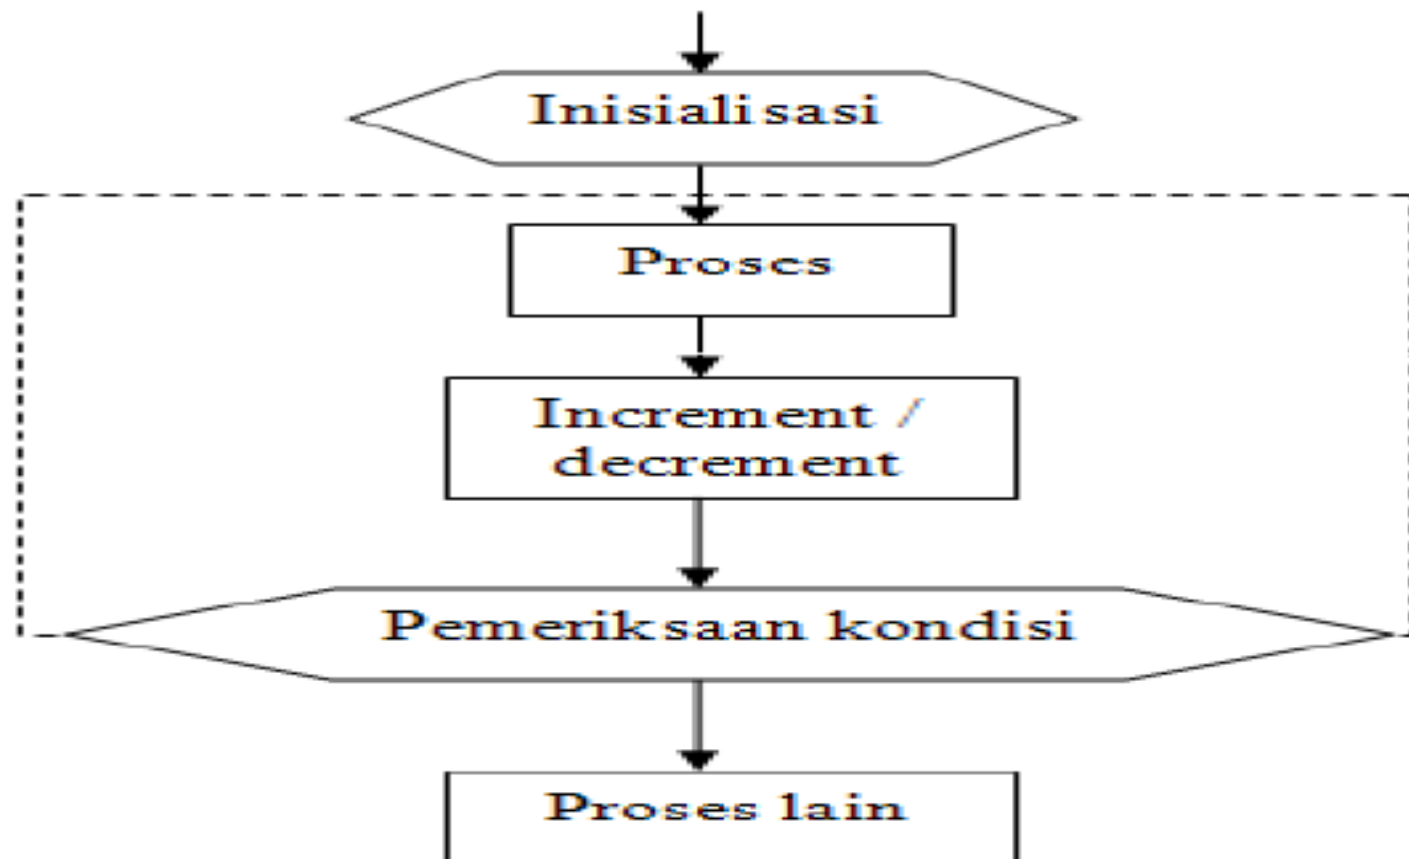 Inisialisasi
Proses
Increment /
decrement
Pemeriksaan kondisi
Proses lain